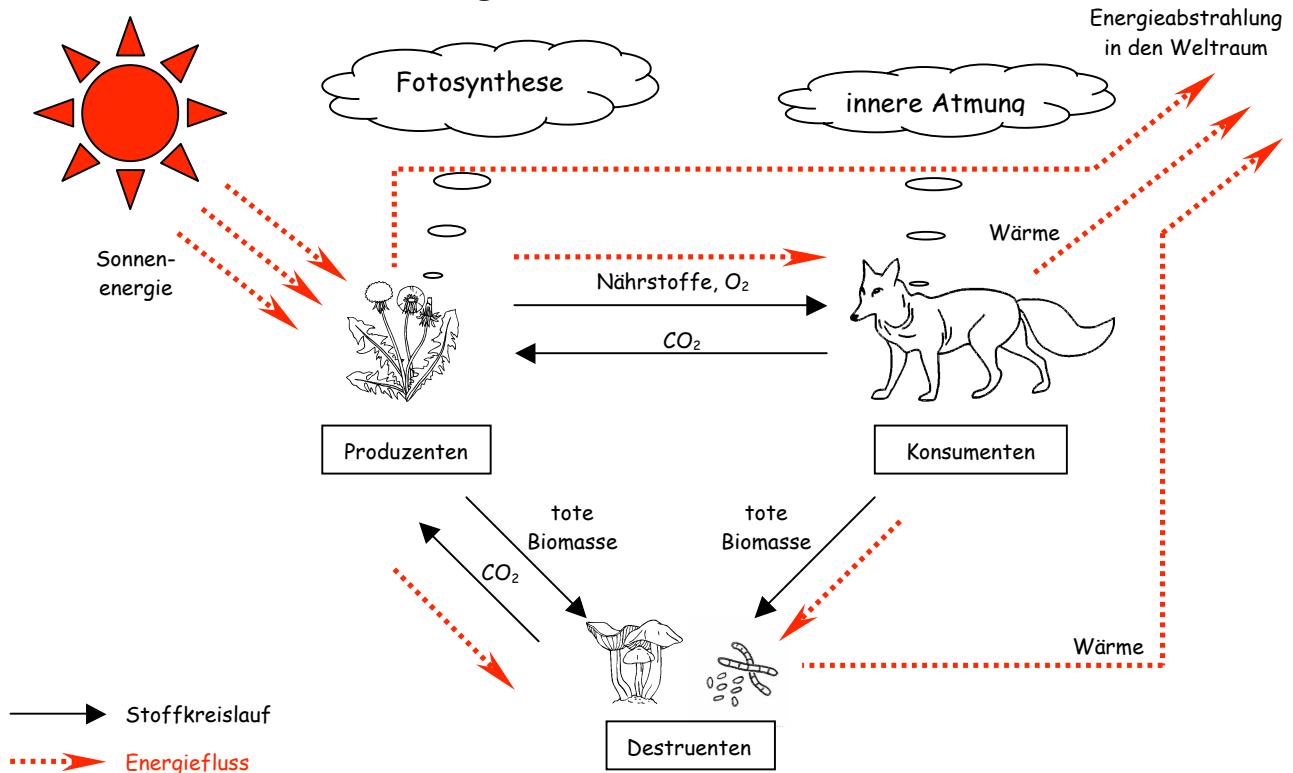 Energieabstrahlung
in den Weltraum
Fotosynthese
innere Atmung
Wärme
Sonnen-
energie
Nährstoffe, O₂
CO₂
Produzenten
Konsumenten
tote
Biomasse
tote
Biomasse
CO₂
Wärme
Stoffkreislauf
Destruenten
Energiefluss